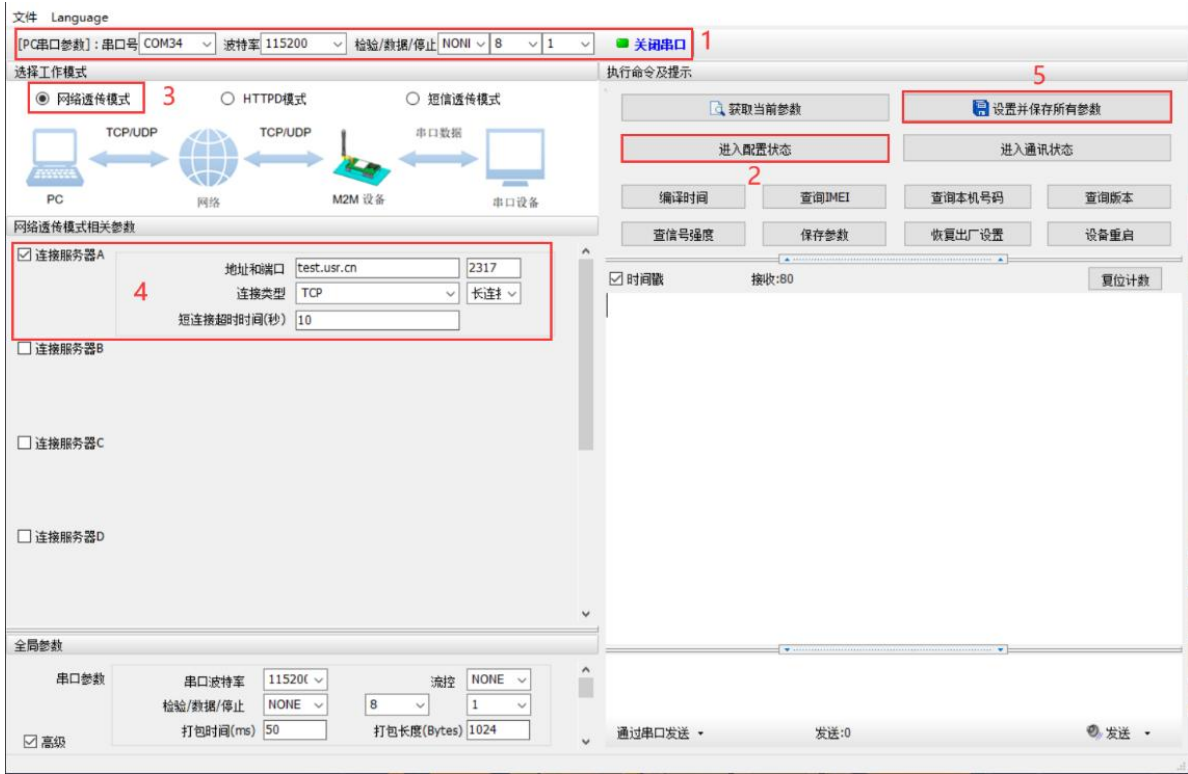 文件 Language
[PC串口参数]：串口号 COM34 波特率 115200 检验/数据/停止 NONI 8 1 关闭串口 1
选择工作模式
网络透传模式 3 HTTPD模式 短信透传模式
TCP/UDP TCP/UDP 串口数据
PC 网络 M2M 设备 串口设备
网络透传模式相关参数
连接服务器A
地址和端口 test.usr.cn 2317
4 连接类型 TCP 长连接
短连接超时时间(秒) 10
连接服务器B
连接服务器C
连接服务器D
全局参数
串口参数 串口波特率 11520( 流控 NONE
检验/数据/停止 NONE 8 1
打包时间(ms) 50 打包长度(Bytes) 1024
高级
执行命令及提示
5
获取当前参数 设置并保存所有参数
进入配置状态 进入通讯状态
2
编译时间 查询IMEI 查询本机号码 查询版本
查信号强度 保存参数 恢复出厂设置 设备重启
时间戳 接收:80 复位计数
通过串口发送 发送:0 发送